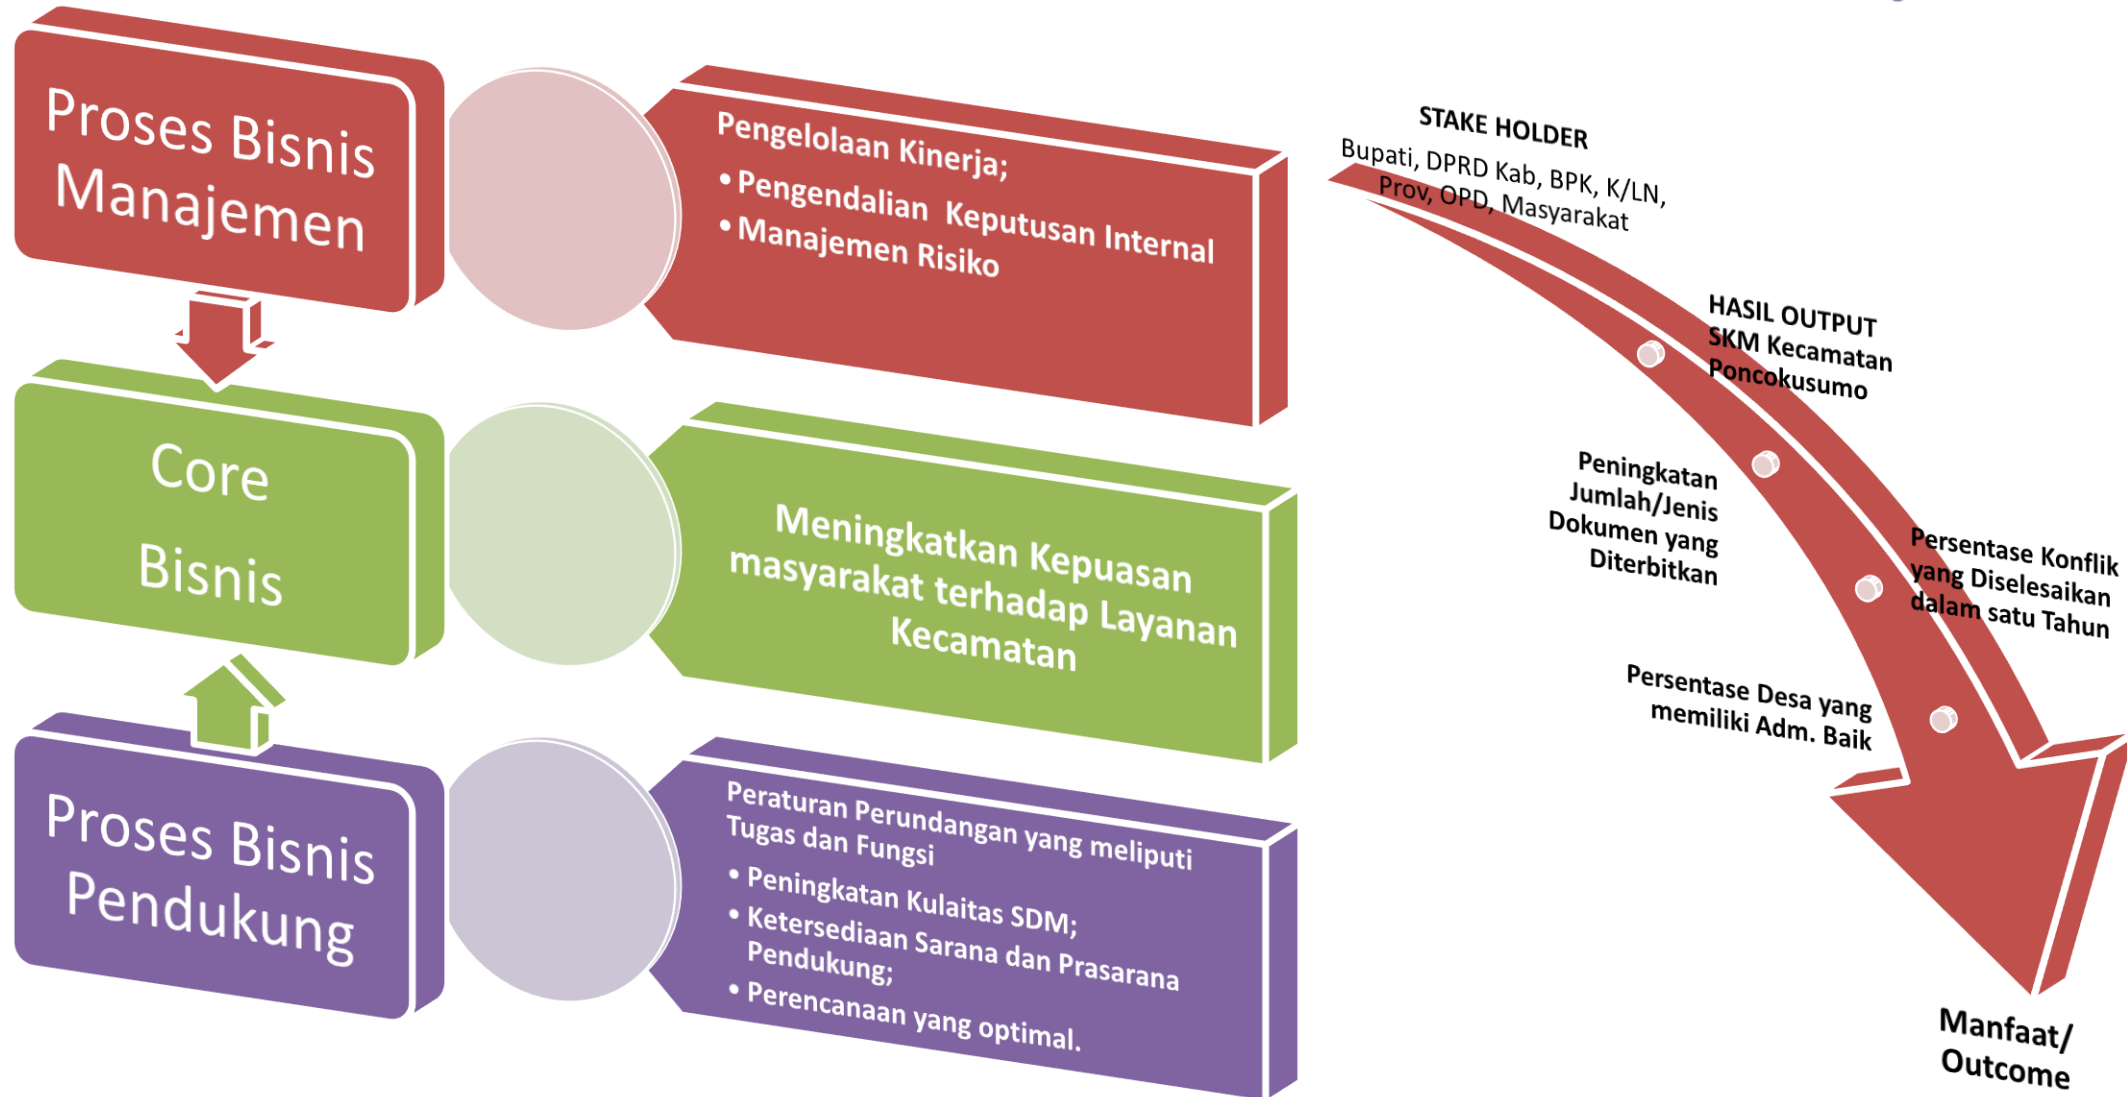 Proses Bisnis
Manajemen
Pengelolaan Kinerja;
• Pengendalian Keputusan Internal
• Manajemen Risiko
Core
Bisnis
Meningkatkan Kepuasan
masyarakat terhadap Layanan
Kecamatan
Proses Bisnis
Pendukung
Peraturan Perundangan yang meliputi
Tugas dan Fungsi
• Peningkatan Kulaitas SDM;
• Ketersediaan Sarana dan Prasarana
Pendukung;
• Perencanaan yang optimal.
STAKE HOLDER
Bupati, DPRD Kab, BPK, K/LN,
Prov, OPD, Masyarakat
HASIL OUTPUT
SKM Kecamatan
Poncokusumo
Peningkatan
Jumlah/Jenis
Dokumen yang
Diterbitkan
Persentase Konflik
yang Diselesaikan
dalam satu Tahun
Persentase Desa yang
memiliki Adm. Baik
Manfaat/
Outcome